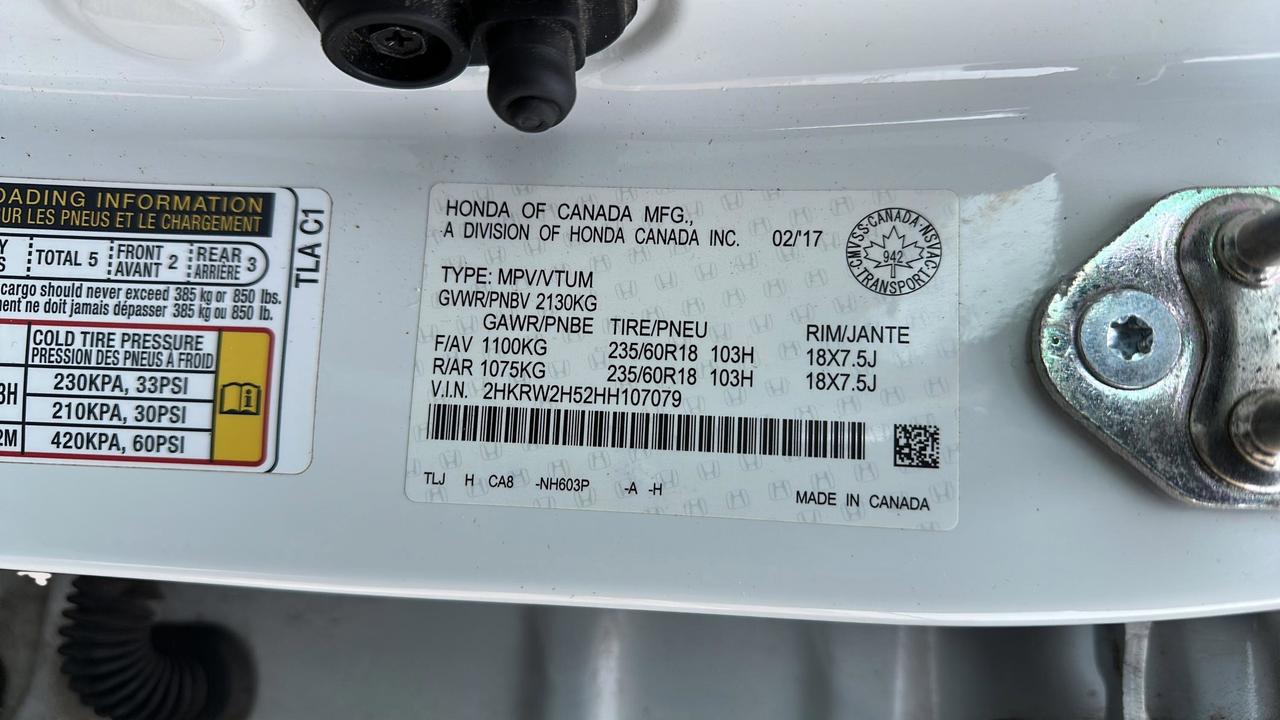 OADING INFORMATION
UR LES PNEUS ET LE CHARGEMENT
TOTAL 5
FRONT
AVANT 2
REAR
ARRIÈRE 3
cargo should never exceed 385 kg or 850 lbs.
ment ne doit jamais dépasser 385 kg ou 850 lb.
COLD TIRE PRESSURE
PRESSION DES PNEUS À FROID
3H 230KPA, 33PSI
210KPA, 30PSI
2M 420KPA, 60PSI
TLA C1
HONDA OF CANADA MFG.,
A DIVISION OF HONDA CANADA INC. 02/'17
CMVSS·CANADA·NSVAC·TRANSPORT·
942
TYPE: MPV/VTUM
GVWR/PNBV 2130KG
GAWR/PNBE TIRE/PNEU RIM/JANTE
F/AV 1100KG 235/60R18 103H 18X7.5J
R/AR 1075KG 235/60R18 103H 18X7.5J
V.I.N. 2HKRW2H52HH107079
TLJ H CA8 -NH603P -A -H
MADE IN CANADA